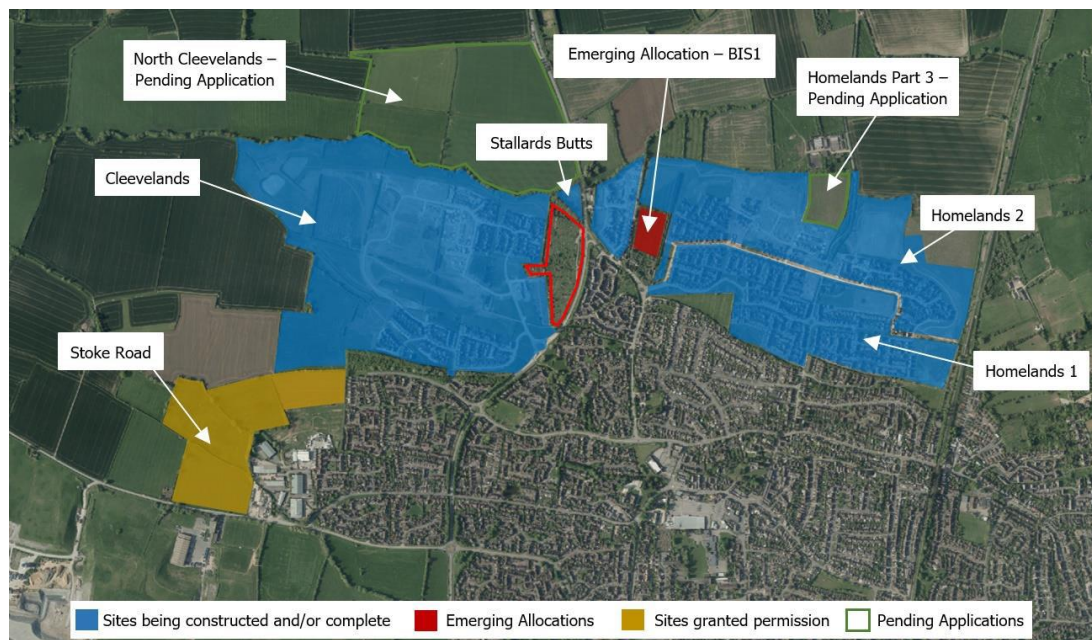 North Cleevelands –
Pending Application
Emerging Allocation – BIS1
Homelands Part 3 –
Pending Application
Stallards Butts
Cleevelands
Homelands 2
Stoke Road
Homelands 1
Sites being constructed and/or complete
Emerging Allocations
Sites granted permission
Pending Applications